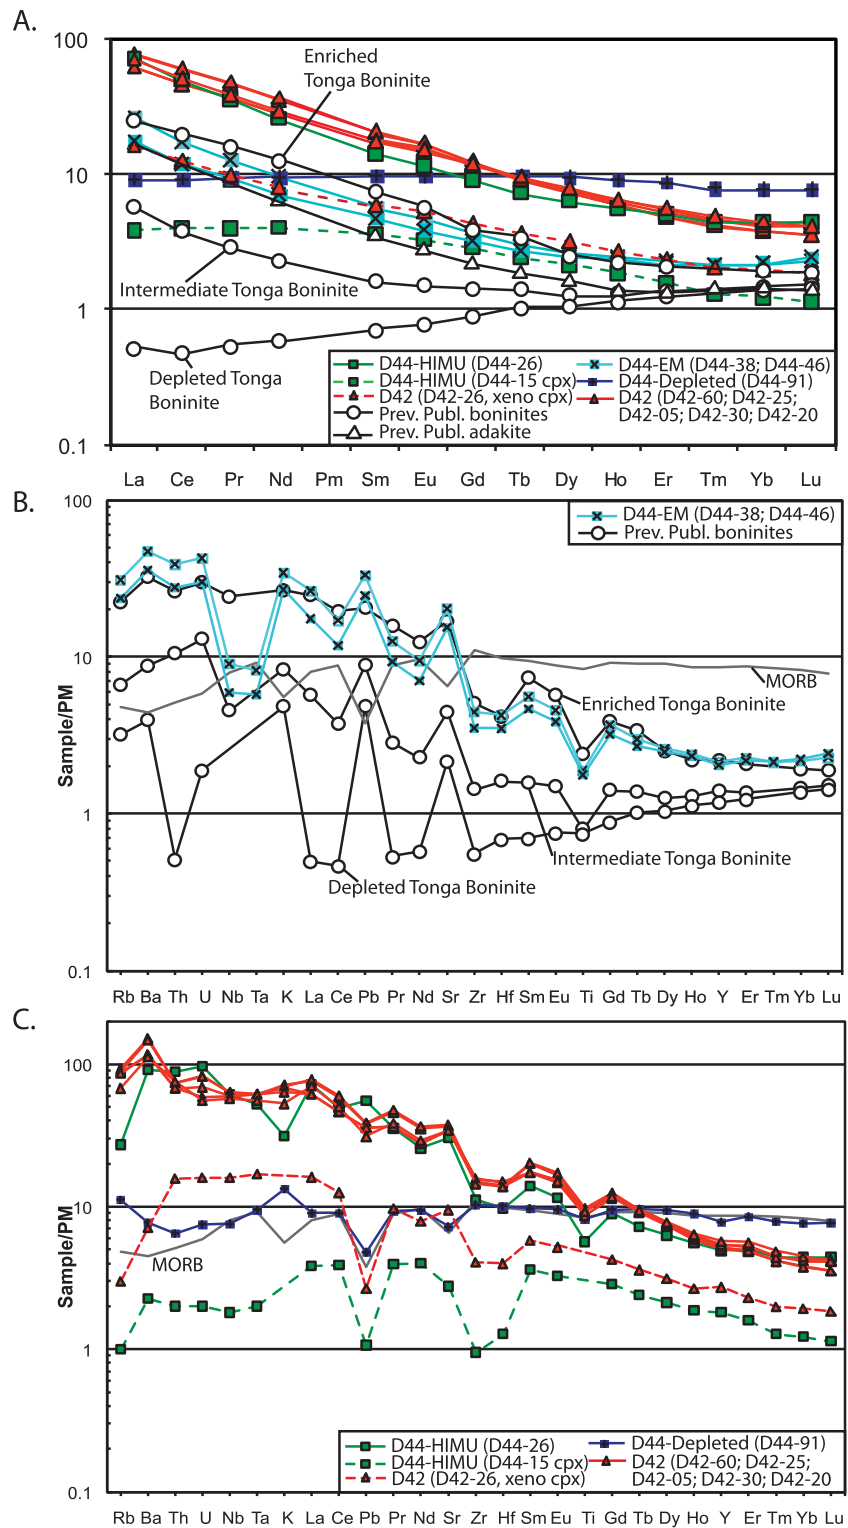 A.
100
10
1
0.1
Enriched
Tonga Boninite
Intermediate Tonga Boninite
Depleted Tonga
Boninite
D44-HIMU (D44-26)
D44-HIMU (D44-15 cpx)
D42 (D42-26, xeno cpx)
Prev. Publ. boninites
Prev. Publ. adakite
D44-EM (D44-38; D44-46)
D44-Depleted (D44-91)
D42 (D42-60; D42-25;
D42-05; D42-30; D42-20
La Ce Pr Nd Pm Sm Eu Gd Tb Dy Ho Er Tm Yb Lu
B.
100
10
1
0.1
Sample/PM
D44-EM (D44-38; D44-46)
Prev. Publ. boninites
MORB
Enriched Tonga Boninite
Intermediate Tonga Boninite
Depleted Tonga Boninite
Rb Ba Th U Nb Ta K La Ce Pb Pr Nd Sr Zr Hf Sm Eu Ti Gd Tb Dy Ho Y Er Tm Yb Lu
C.
100
10
1
0.1
Sample/PM
MORB
D44-HIMU (D44-26)
D44-HIMU (D44-15 cpx)
D42 (D42-26, xeno cpx)
D44-Depleted (D44-91)
D42 (D42-60; D42-25;
D42-05; D42-30; D42-20
Rb Ba Th U Nb Ta K La Ce Pb Pr Nd Sr Zr Hf Sm Eu Ti Gd Tb Dy Ho Y Er Tm Yb Lu